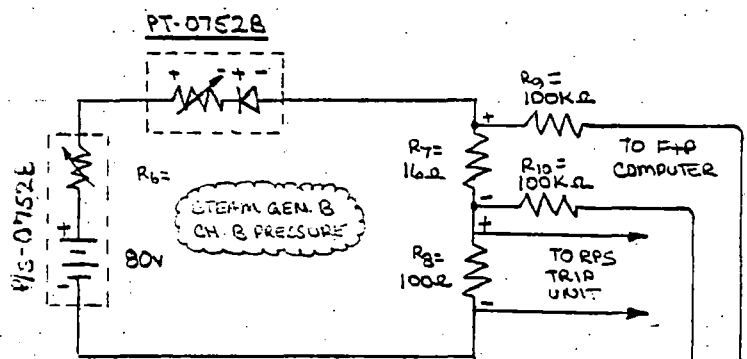 PT-0752B
+ - + -
R9=
100KΩ
+
TO F+P
COMPUTER
R7=
16Ω
R10=
100KΩ
R6=
STEAM GEN. B
CH. B PRESSURE
-
+
P/S-0752B
+
80V
-
R8=
100Ω
TO RPS
TRIP
UNIT
-